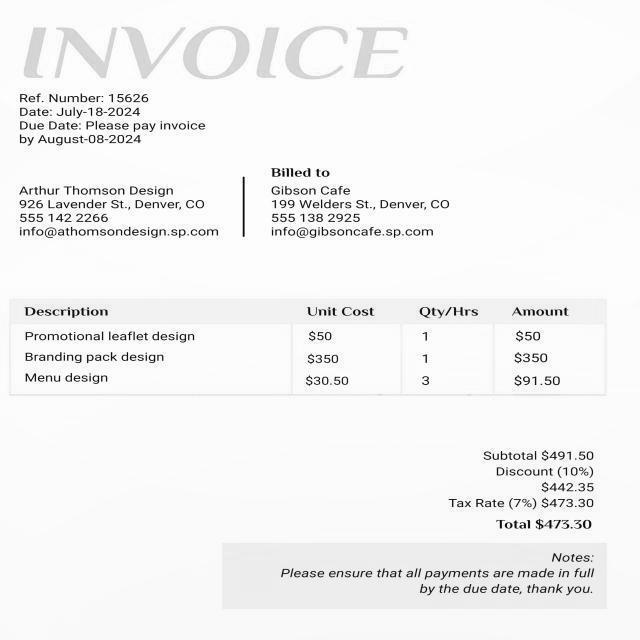 INVOICE
Ref. Number: 15626
Date: July-18-2024
Due Date: Please pay invoice
by August-08-2024
Arthur Thomson Design
926 Lavender St., Denver, CO
555 142 2266
info@athomsondesign.sp.com
Billed to
Gibson Cafe
199 Welders St., Denver, CO
555 138 2925
info@gibsoncafe.sp.com
Description Unit Cost Qty/Hrs Amount
Promotional leaflet design $50 1 $50
Branding pack design $350 1 $350
Menu design $30.50 3 $91.50
Subtotal $491.50
Discount (10%)
$442.35
Tax Rate (7%) $473.30
Total $473.30
Notes:
Please ensure that all payments are made in full
by the due date, thank you.